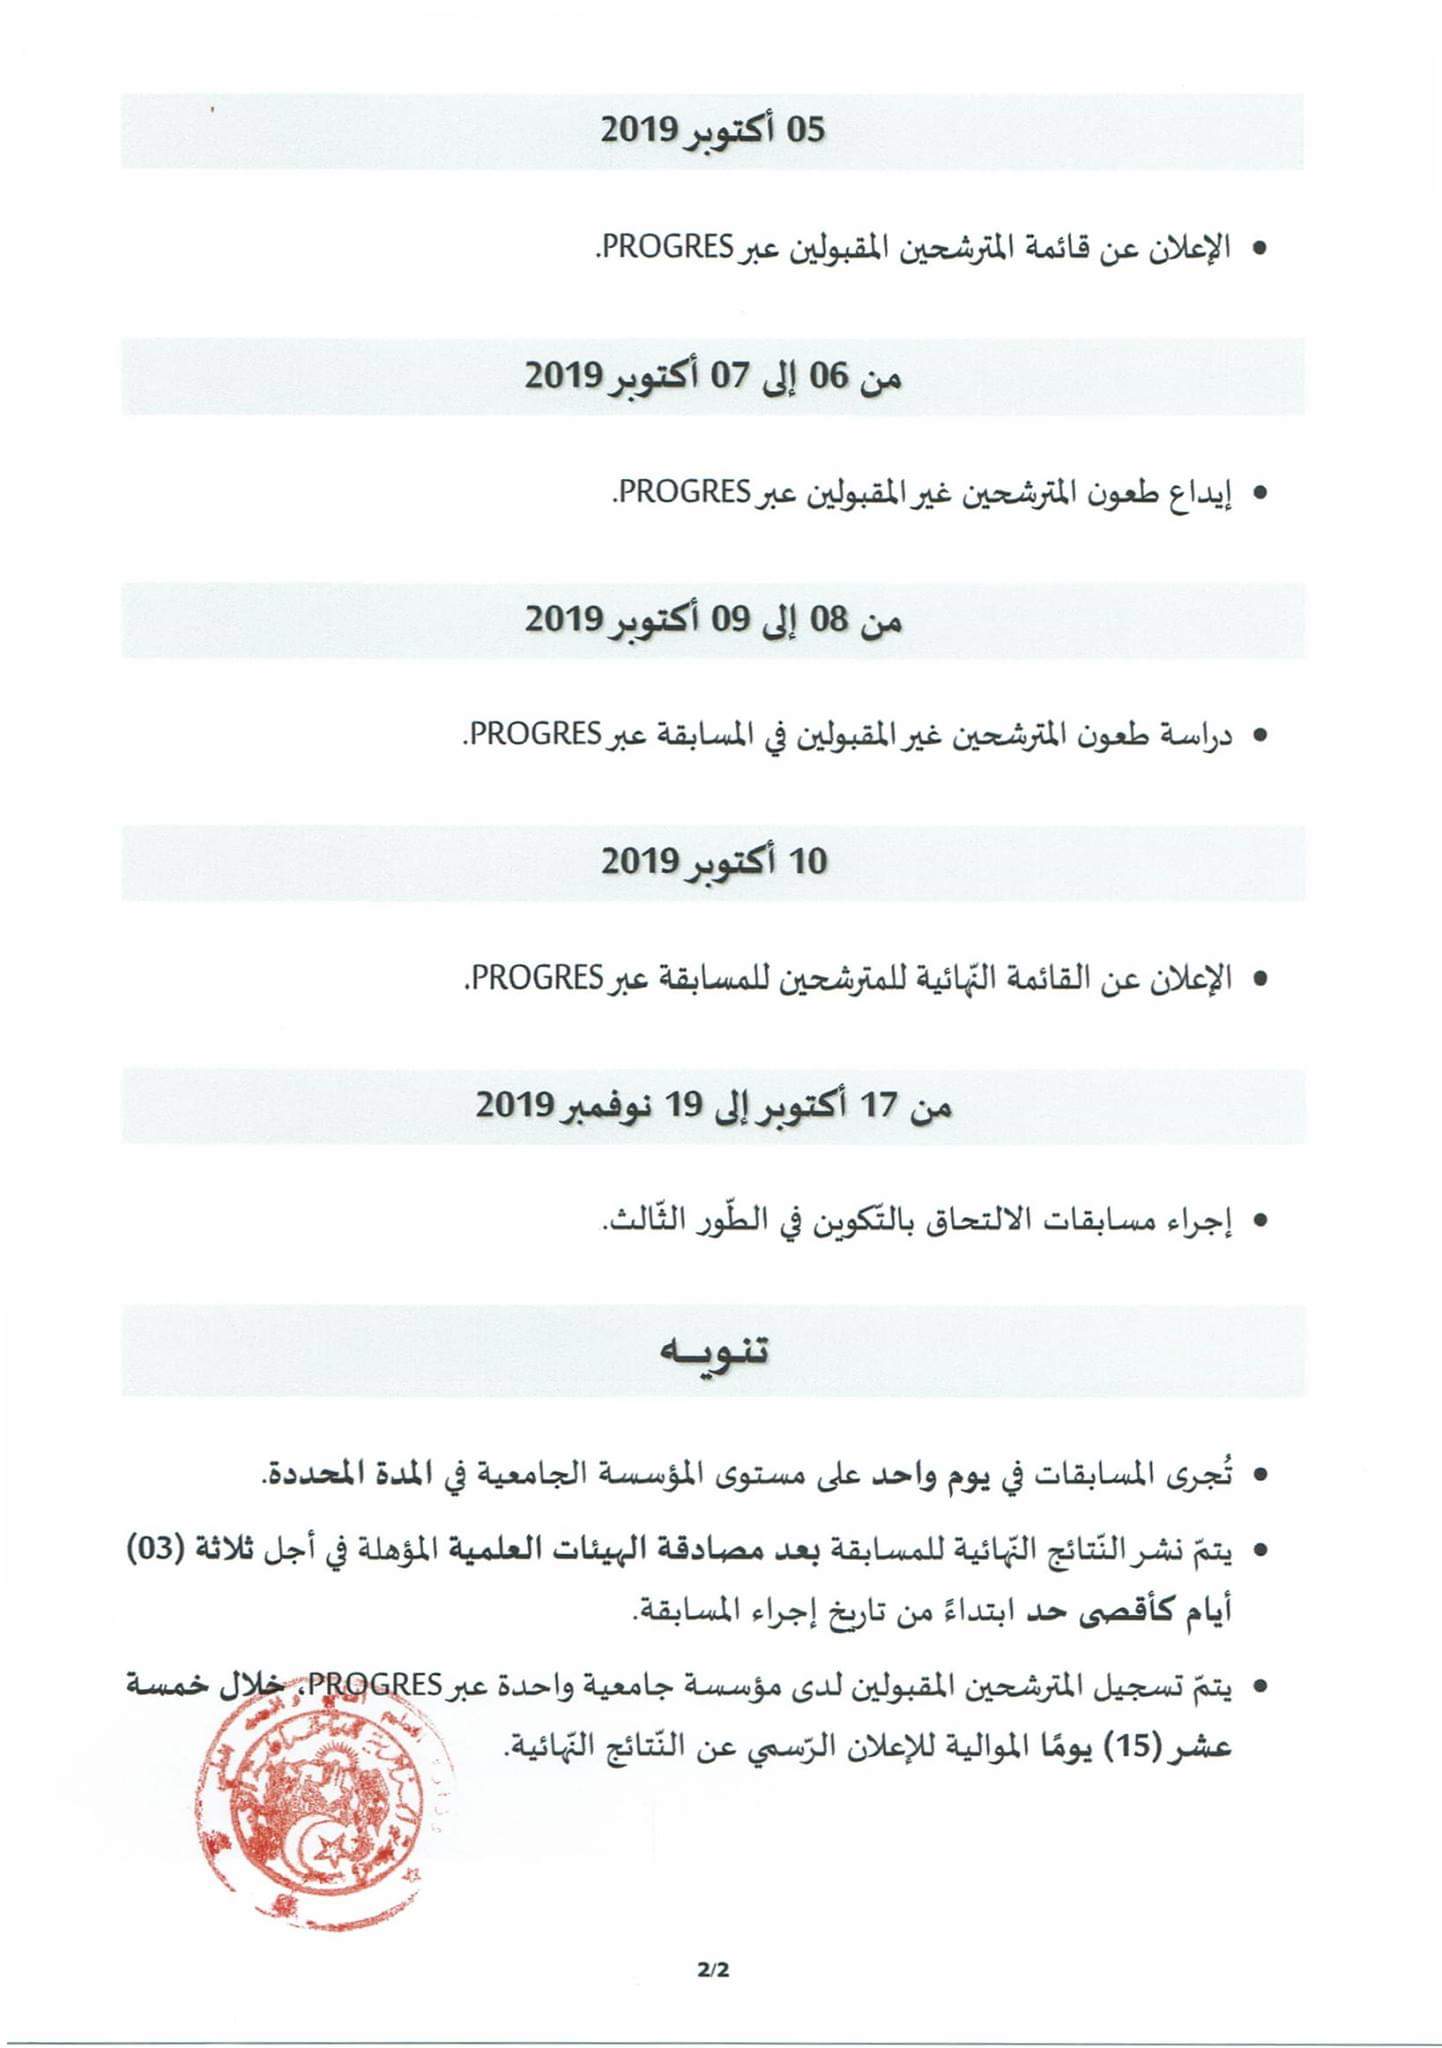 05 أكتوبر 2019
• الإعلان عن قائمة المترشحين المقبولين عبر PROGRES.
من 06 إلى 07 أكتوبر 2019
• إيداع طعون المترشحين غير المقبولين عبر PROGRES.
من 08 إلى 09 أكتوبر 2019
• دراسة طعون المترشحين غير المقبولين في المسابقة عبر PROGRES.
10 أكتوبر 2019
• الإعلان عن القائمة النّهائية للمترشحين للمسابقة عبر PROGRES.
من 17 أكتوبر إلى 19 نوفمبر 2019
• إجراء مسابقات الالتحاق بالتّكوين في الطّور الثّالث.
تنويـه
• تُجرى المسابقات في يوم واحد على مستوى المؤسسة الجامعية في المدة المحددة.
• يتمّ نشر النّتائج النّهائية للمسابقة بعد مصادقة الهيئات العلمية المؤهلة في أجل ثلاثة (03)
أيام كأقصى حد ابتداءً من تاريخ إجراء المسابقة.
• يتمّ تسجيل المترشحين المقبولين لدى مؤسسة جامعية واحدة عبر PROGRES، خلال خمسة
عشر (15) يومًا الموالية للإعلان الرّسمي عن النّتائج النّهائية.
2/2